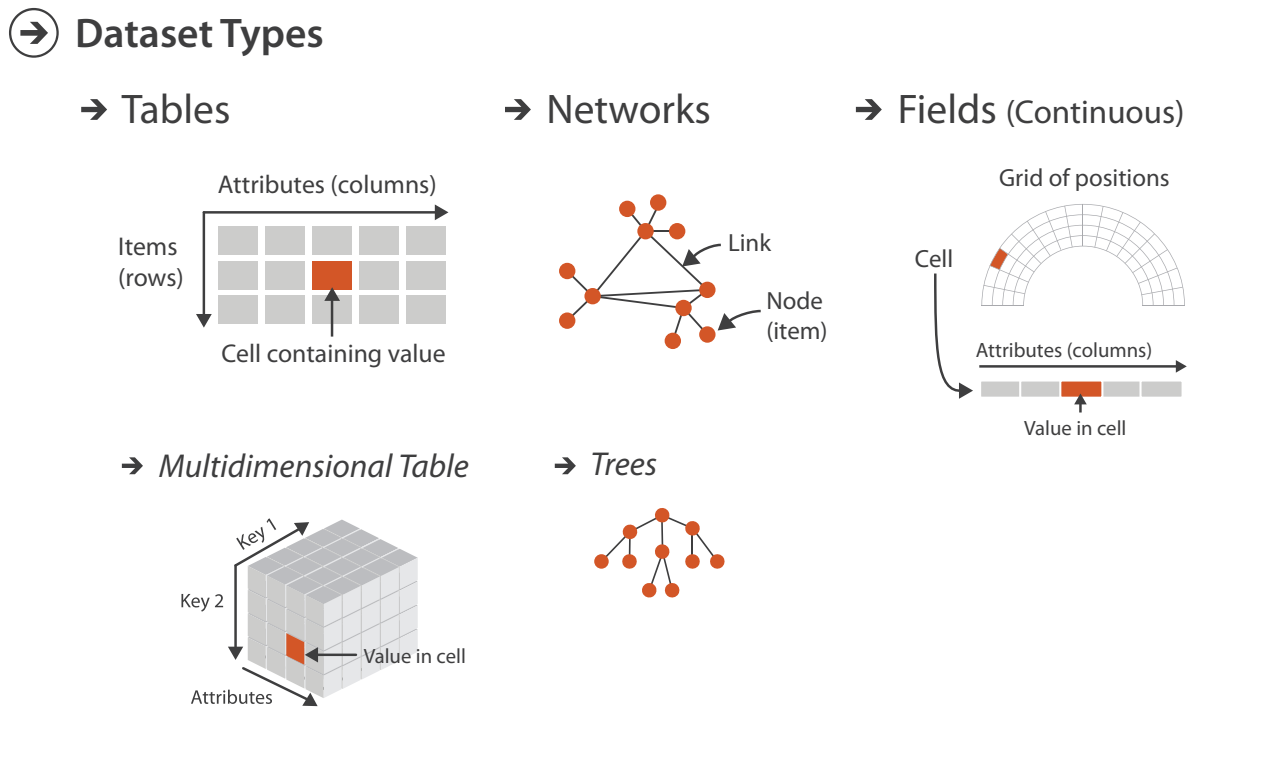 Dataset Types
Tables
Networks
Fields (Continuous)
Attributes (columns)
Items
(rows)
Cell containing value
Link
Node
(item)
Grid of positions
Cell
Attributes (columns)
Value in cell
Multidimensional Table
Trees
Key 1
Key 2
Value in cell
Attributes